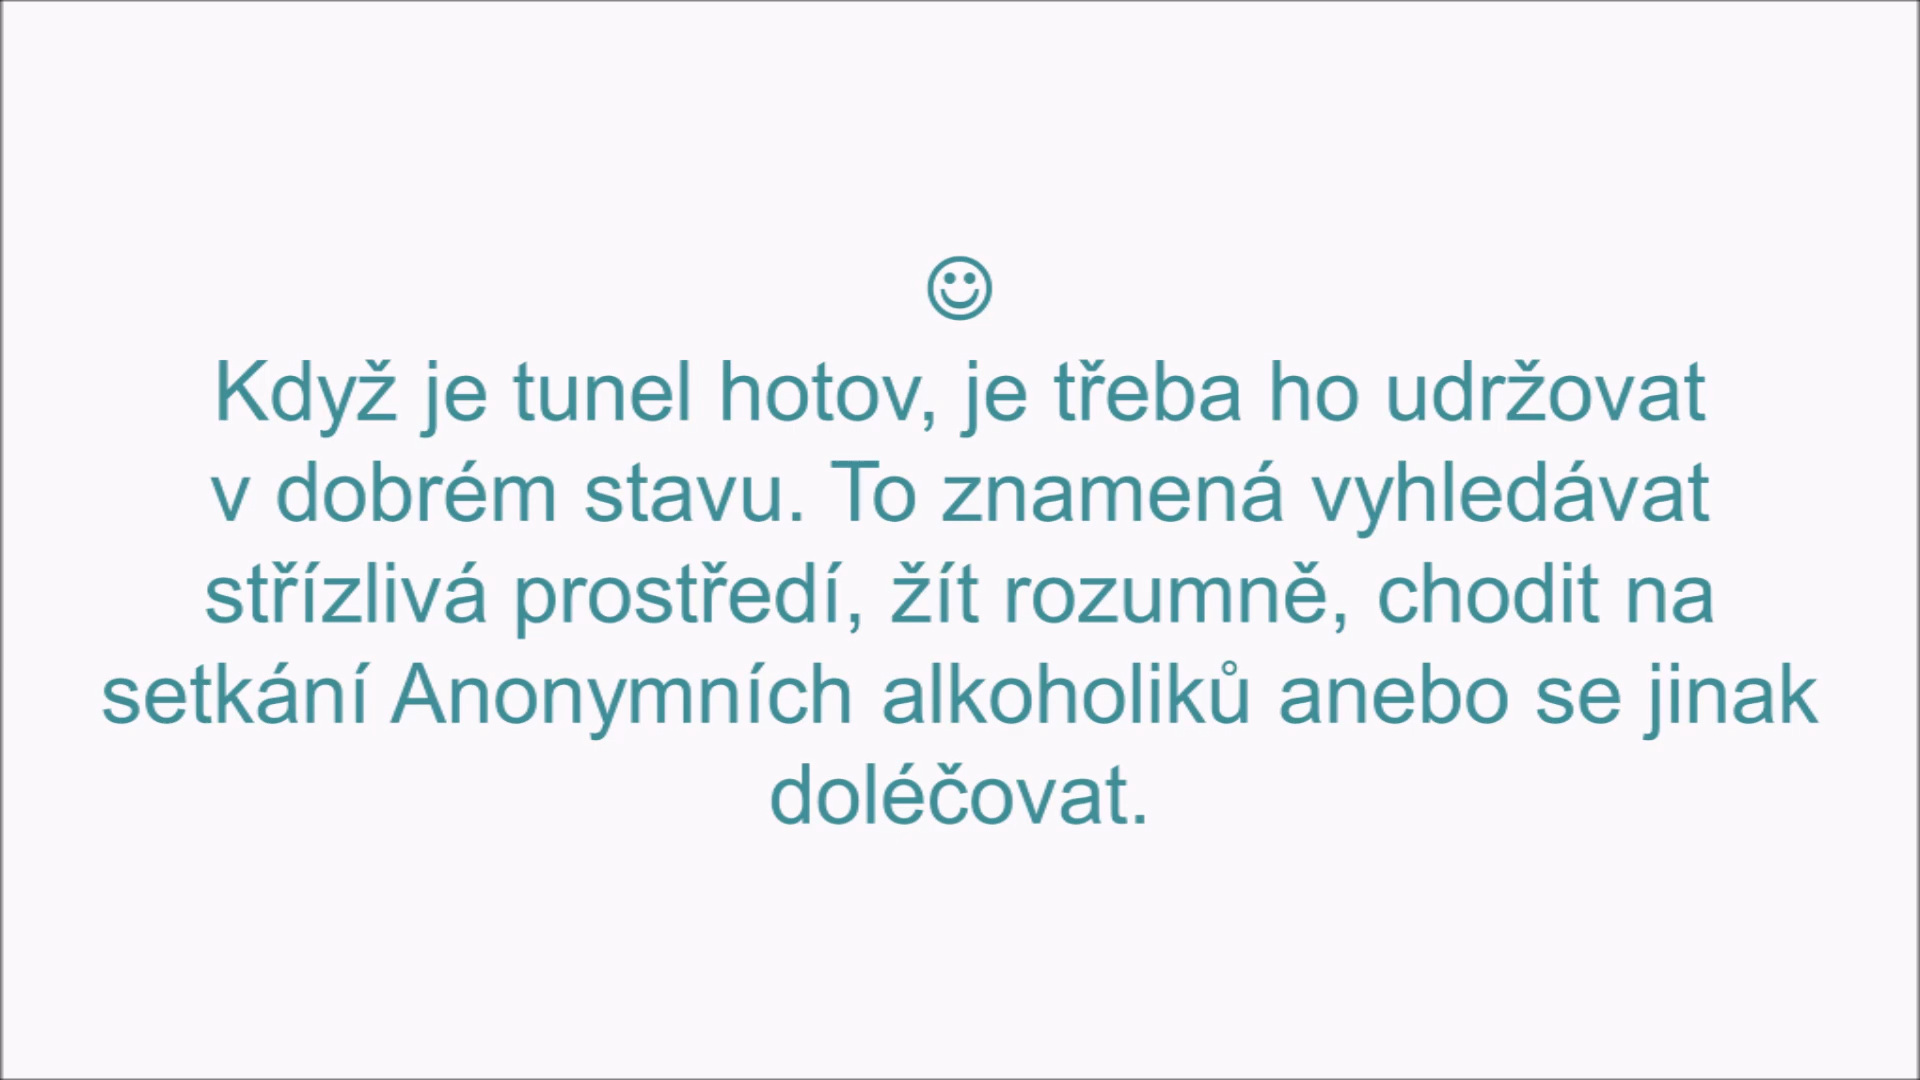 ☺
Když je tunel hotov, je třeba ho udržovat
v dobrém stavu. To znamená vyhledávat
střízlivá prostředí, žít rozumně, chodit na
setkání Anonymních alkoholiků anebo se jinak
doléčovat.